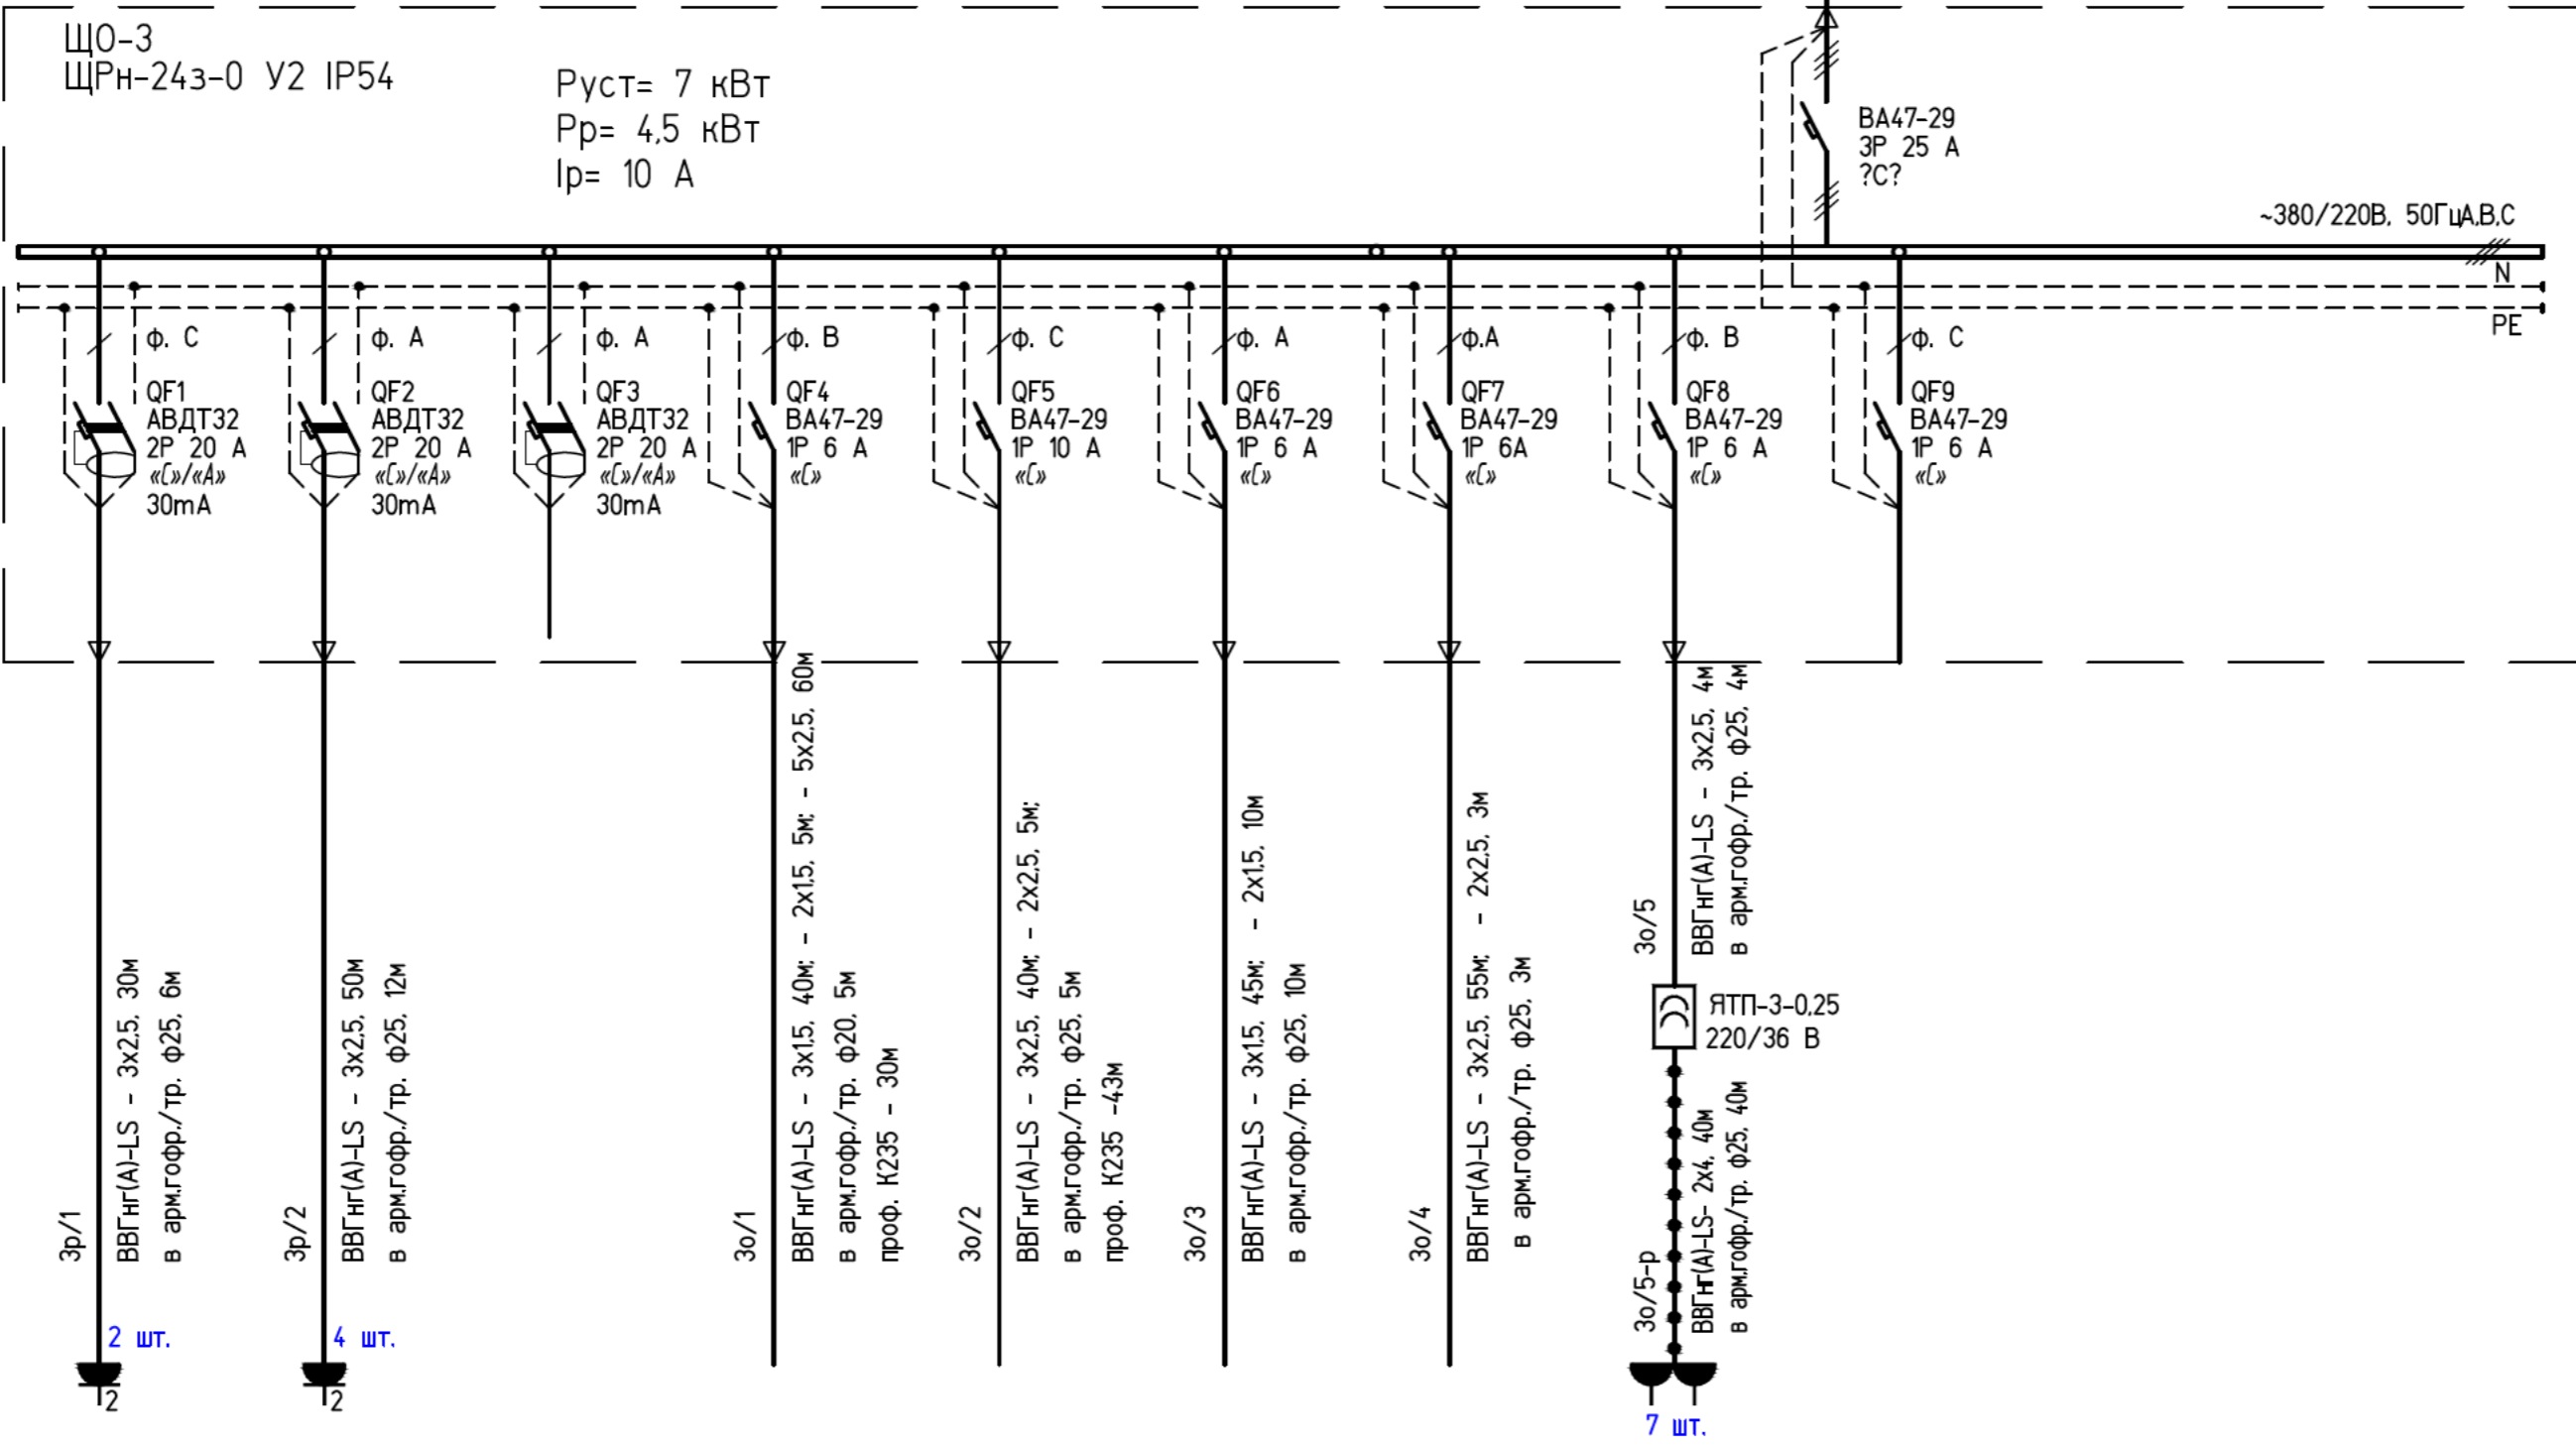 ЩО-3
ЩРн-24з-0 У2 IP54
Руст= 7 кВт
Рр= 4,5 кВт
Iр= 10 А
ВА47-29
3Р 25 А
?С?
~380/220В, 50ГцА,В,С
N
PE
ф. С
QF1
АВДТ32
2Р 20 А
«С»/«А»
30mA
ф. А
QF2
АВДТ32
2Р 20 А
«С»/«А»
30mA
ф. А
QF3
АВДТ32
2Р 20 А
«С»/«А»
30mA
ф. В
QF4
ВА47-29
1Р 6 А
«С»
ф. С
QF5
ВА47-29
1Р 10 А
«С»
ф. А
QF6
ВА47-29
1Р 6 А
«С»
ф.А
QF7
ВА47-29
1Р 6А
«С»
ф. В
QF8
ВА47-29
1Р 6 А
«С»
ф. С
QF9
ВА47-29
1Р 6 А
«С»
3р/1
ВВГнг(А)-LS - 3х2,5, 30м
в арм.гофр./тр. ф25, 6м
2 шт.
2
3р/2
ВВГнг(А)-LS - 3х2,5, 50м
в арм.гофр./тр. ф25, 12м
4 шт.
2
3о/1
ВВГнг(А)-LS - 3х1,5, 40м; - 2х1,5, 5м; - 5х2,5, 60м
в арм.гофр./тр. ф20, 5м
проф. К235 - 30м
3о/2
ВВГнг(А)-LS - 3х2,5, 40м; - 2х2,5, 5м;
в арм.гофр./тр. ф25, 5м
проф. К235 -43м
3о/3
ВВГнг(А)-LS - 3х1,5, 45м; - 2х1,5, 10м
в арм.гофр./тр. ф25, 10м
3о/4
ВВГнг(А)-LS - 3х2,5, 55м; - 2х2,5, 3м
в арм.гофр./тр. ф25, 3м
3о/5
ВВГнг(А)-LS - 3х2,5, 4м
в арм.гофр./тр. ф25, 4м
ЯТП-3-0,25
220/36 В
3о/5-р
ВВГнг(А)-LS- 2х4, 40м
в арм.гофр./тр. ф25, 40м
7 шт.